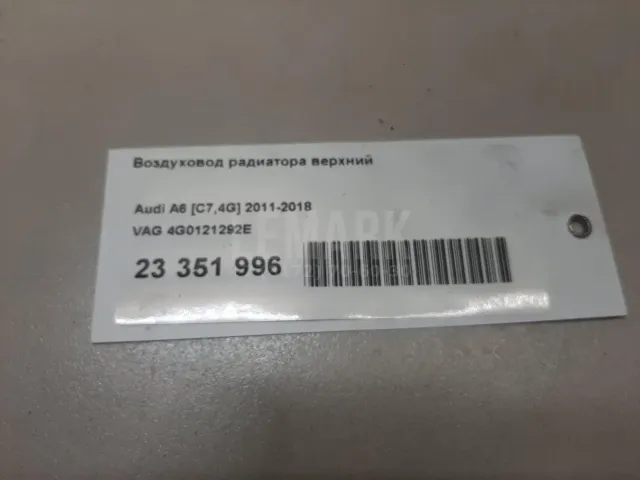 Воздуховод радиатора верхний
Audi A6 [C7,4G] 2011-2018
VAG 4G0121292E
23 351 996